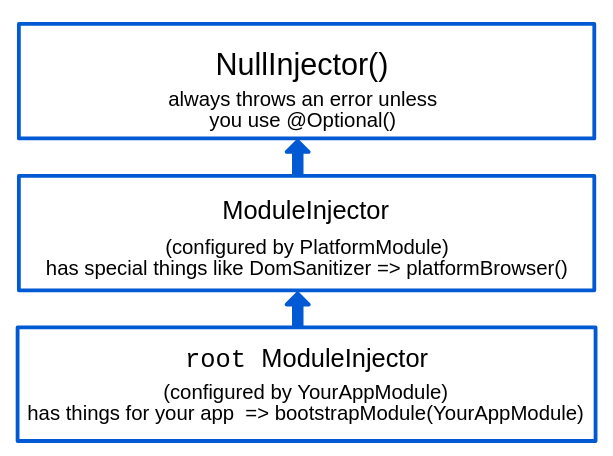 NullInjector()
always throws an error unless
you use @Optional()
ModuleInjector
(configured by PlatformModule)
has special things like DomSanitizer => platformBrowser()
root ModuleInjector
(configured by YourAppModule)
has things for your app => bootstrapModule(YourAppModule)